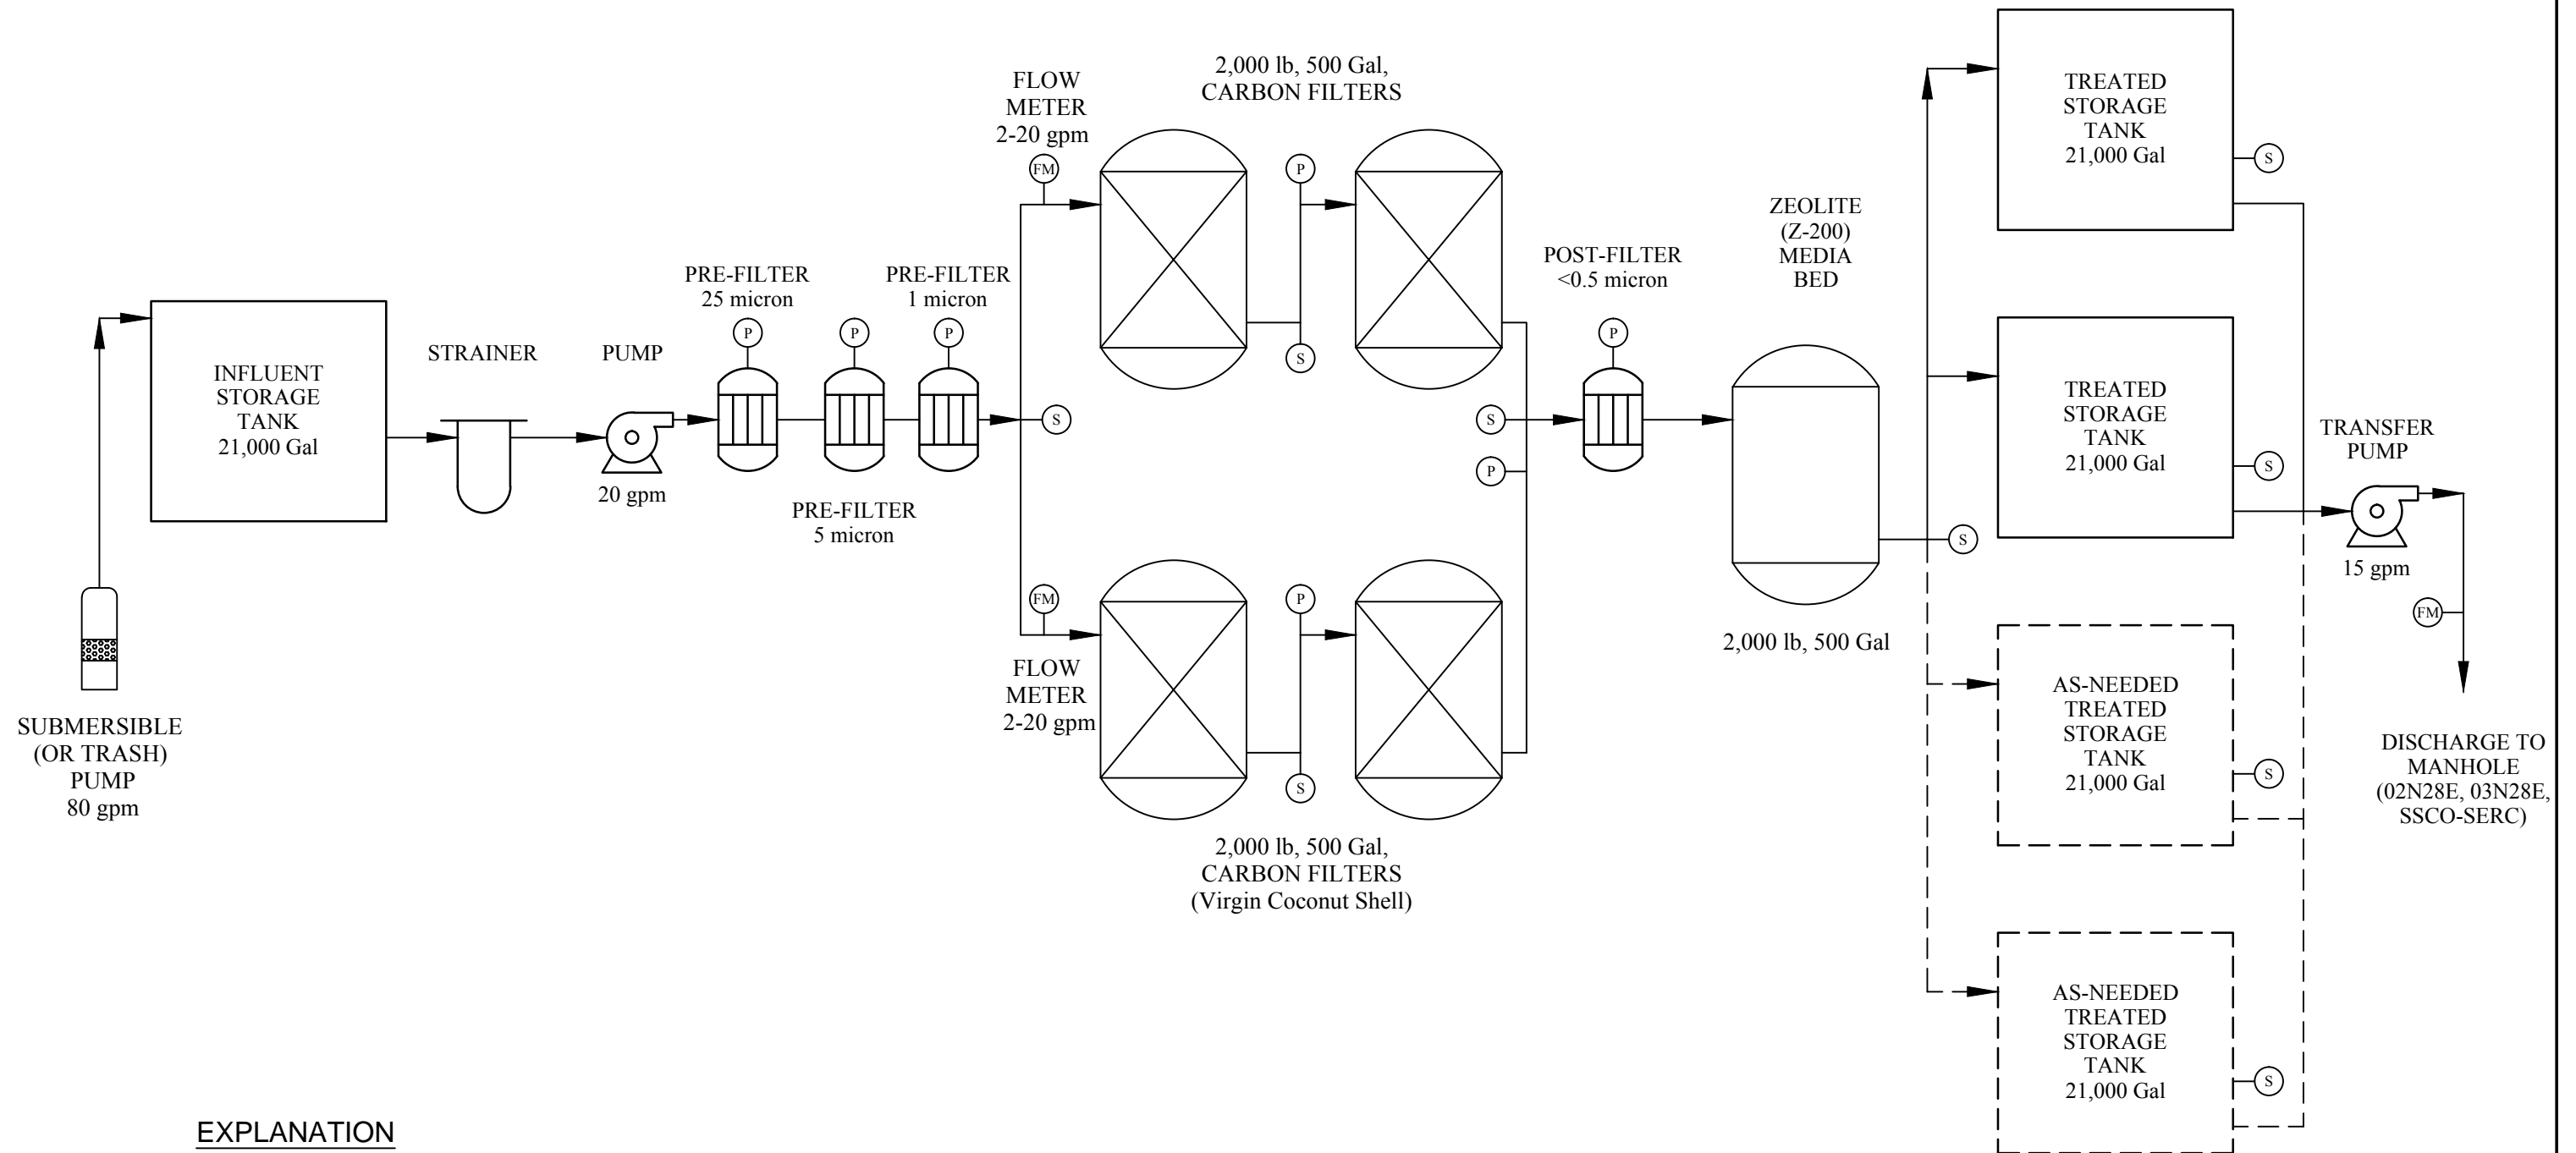 SUBMERSIBLE
(OR TRASH)
PUMP
80 gpm
INFLUENT
STORAGE
TANK
21,000 Gal
STRAINER
PUMP
20 gpm
PRE-FILTER
25 micron
P
P
PRE-FILTER
5 micron
PRE-FILTER
1 micron
P
S
FLOW
METER
2-20 gpm
FM
2,000 lb, 500 Gal,
CARBON FILTERS
P
S
FM
FLOW
METER
2-20 gpm
P
S
2,000 lb, 500 Gal,
CARBON FILTERS
(Virgin Coconut Shell)
S
P
POST-FILTER
<0.5 micron
P
ZEOLITE
(Z-200)
MEDIA
BED
2,000 lb, 500 Gal
S
TREATED
STORAGE
TANK
21,000 Gal
S
TREATED
STORAGE
TANK
21,000 Gal
S
AS-NEEDED
TREATED
STORAGE
TANK
21,000 Gal
S
AS-NEEDED
TREATED
STORAGE
TANK
21,000 Gal
S
TRANSFER
PUMP
15 gpm
FM
DISCHARGE TO
MANHOLE
(02N28E, 03N28E,
SSCO-SERC)
EXPLANATION